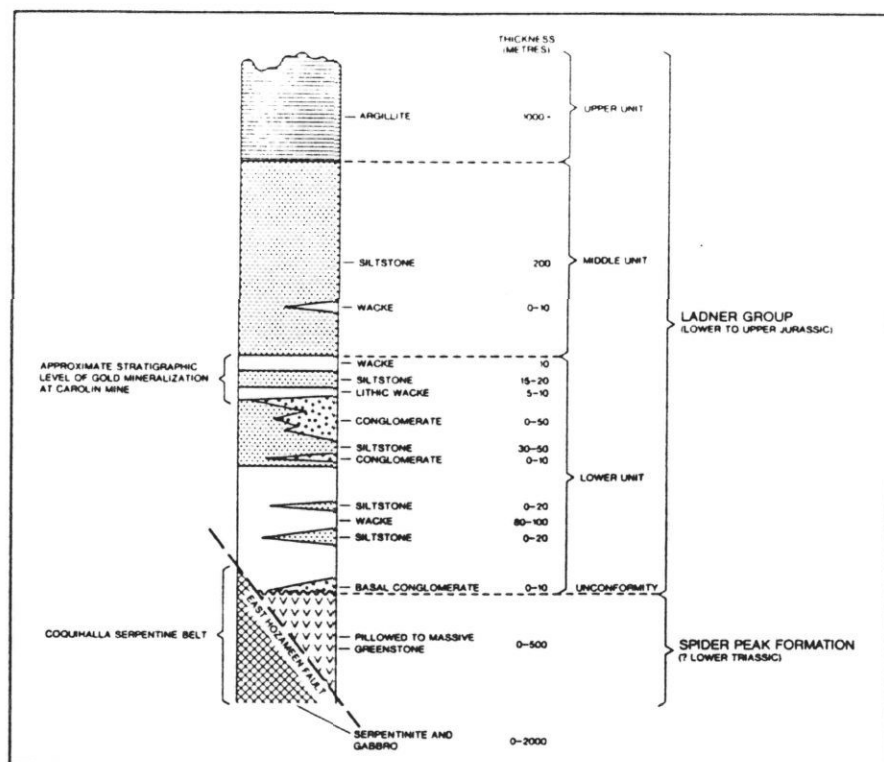 THICKNESS
(METRES)
ARGILLITE 1000+
UPPER UNIT
SILTSTONE 200
MIDDLE UNIT
WACKE 0-10
LADNER GROUP
(LOWER TO UPPER JURASSIC)
APPROXIMATE STRATIGRAPHIC
LEVEL OF GOLD MINERALIZATION
AT CAROLIN MINE
WACKE 10
SILTSTONE 15-20
LITHIC WACKE 5-10
CONGLOMERATE 0-50
SILTSTONE 30-50
CONGLOMERATE 0-10
LOWER UNIT
SILTSTONE 0-20
WACKE 80-100
SILTSTONE 0-20
BASAL CONGLOMERATE 0-10
UNCONFORMITY
COQUIHALLA SERPENTINE BELT
EAST HOZAMEEN FAULT
PILLOWED TO MASSIVE
GREENSTONE 0-500
SPIDER PEAK FORMATION
(? LOWER TRIASSIC)
SERPENTINITE AND
GABBRO 0-2000